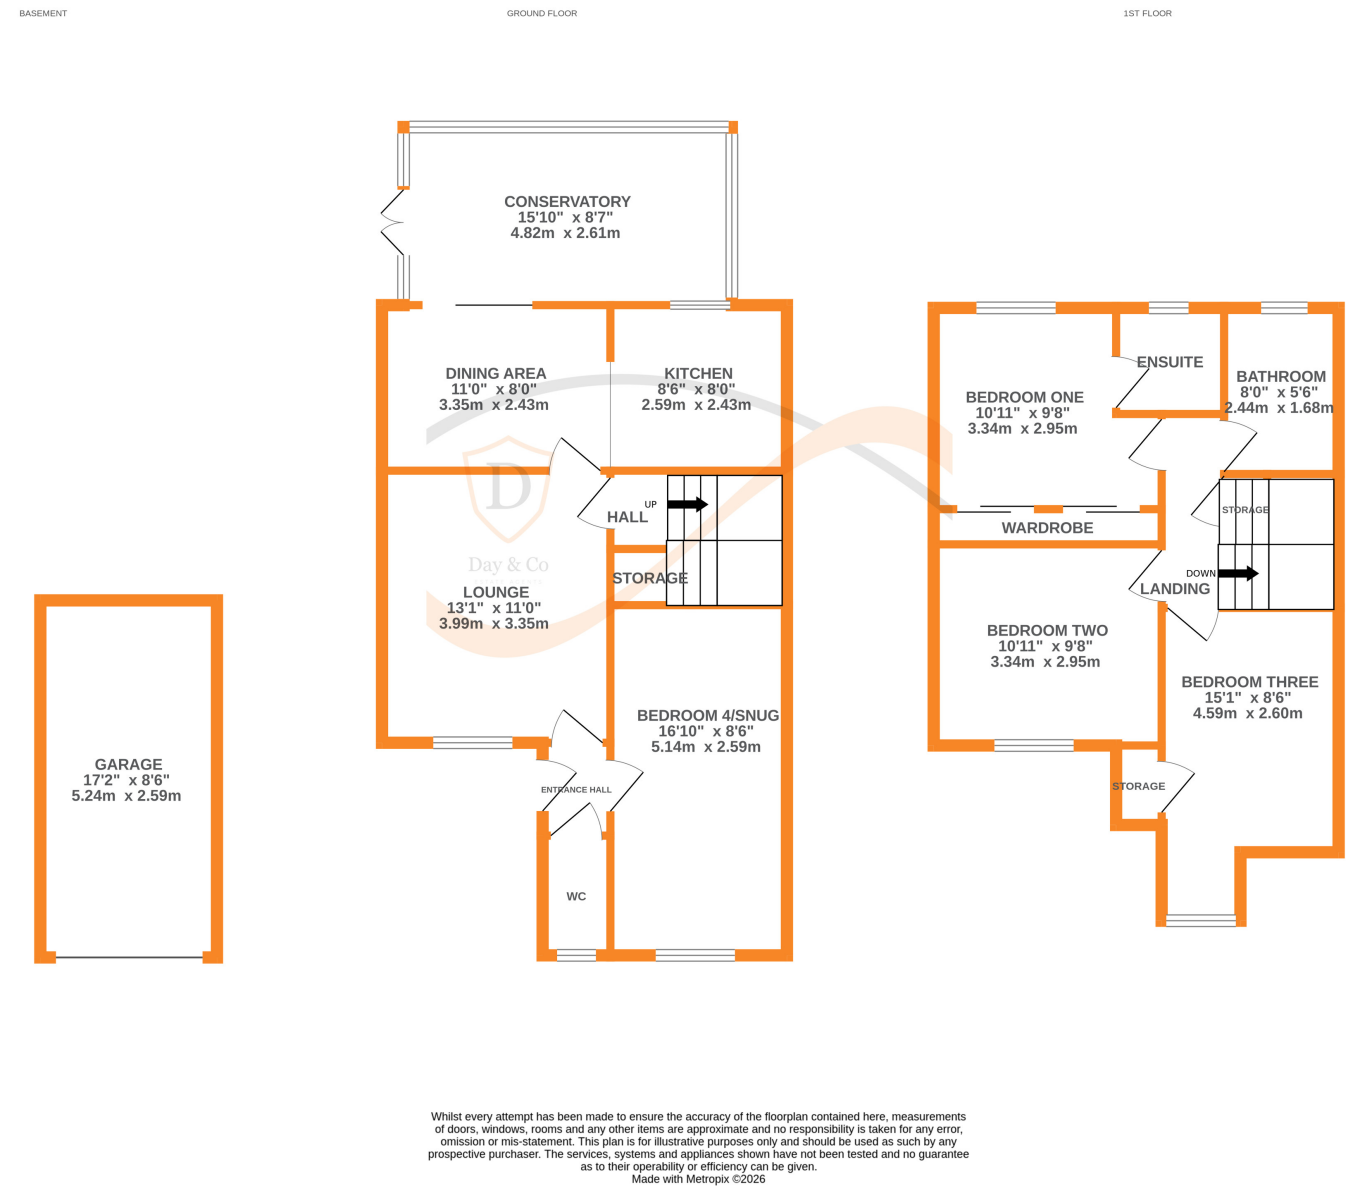 BASEMENT
GROUND FLOOR
1ST FLOOR
CONSERVATORY
15'10" x 8'7"
4.82m x 2.61m
DINING AREA
11'0" x 8'0"
3.35m x 2.43m
KITCHEN
8'6" x 8'0"
2.59m x 2.43m
UP
HALL
STORAGE
D
Day & Co
LOUNGE
13'1" x 11'0"
3.99m x 3.35m
BEDROOM 4/SNUG
16'10" x 8'6"
5.14m x 2.59m
ENTRANCE HALL
WC
GARAGE
17'2" x 8'6"
5.24m x 2.59m
BEDROOM ONE
10'11" x 9'8"
3.34m x 2.95m
ENSUITE
BATHROOM
8'0" x 5'6"
2.44m x 1.68m
WARDROBE
STORAGE
DOWN
LANDING
BEDROOM TWO
10'11" x 9'8"
3.34m x 2.95m
BEDROOM THREE
15'1" x 8'6"
4.59m x 2.60m
STORAGE
Whilst every attempt has been made to ensure the accuracy of the floorplan contained here, measurements
of doors, windows, rooms and any other items are approximate and no responsibility is taken for any error,
omission or mis-statement. This plan is for illustrative purposes only and should be used as such by any
prospective purchaser. The services, systems and appliances shown have not been tested and no guarantee
as to their operability or efficiency can be given.
Made with Metropix ©2026